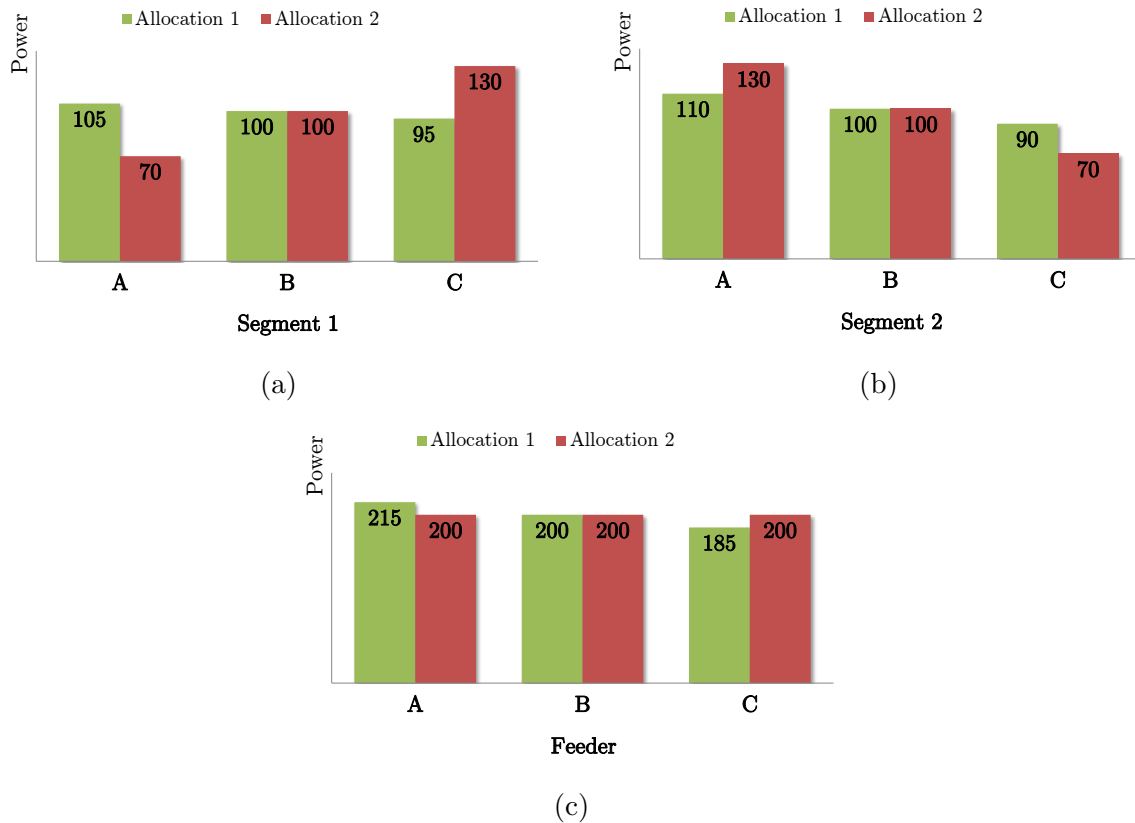 Allocation 1 Allocation 2
Power
105 70 100 100 95 130
A B C
Segment 1
(a)
Allocation 1 Allocation 2
Power
110 130 100 100 90 70
A B C
Segment 2
(b)
Allocation 1 Allocation 2
Power
215 200 200 200 185 200
A B C
Feeder
(c)